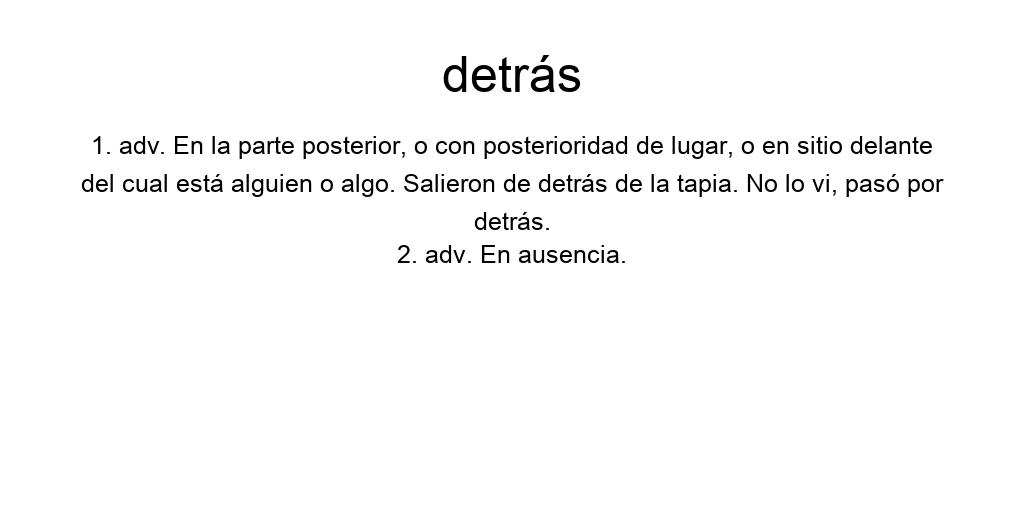 detrás
1. adv. En la parte posterior, o con posterioridad de lugar, o en sitio delante
del cual está alguien o algo. Salieron de detrás de la tapia. No lo vi, pasó por
detrás.
2. adv. En ausencia.